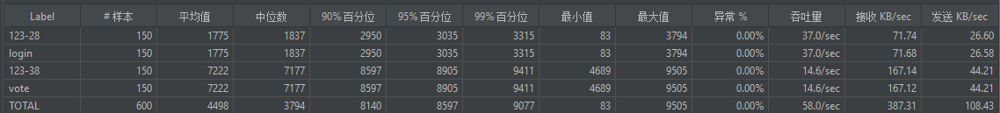 Label # 样本 平均值 中位数 90% 百分位 95% 百分位 99% 百分位 最小值 最大值 异常 % 吞吐量 接收 KB/sec 发送 KB/sec
123-28 150 1775 1837 2950 3035 3315 83 3794 0.00% 37.0/sec 71.74 26.60
login 150 1775 1837 2950 3035 3315 83 3794 0.00% 37.0/sec 71.68 26.58
123-38 150 7222 7177 8597 8905 9411 4689 9505 0.00% 14.6/sec 167.14 44.21
vote 150 7222 7177 8597 8905 9411 4689 9505 0.00% 14.6/sec 167.12 44.21
TOTAL 600 4498 3794 8140 8597 9077 83 9505 0.00% 58.0/sec 387.31 108.43